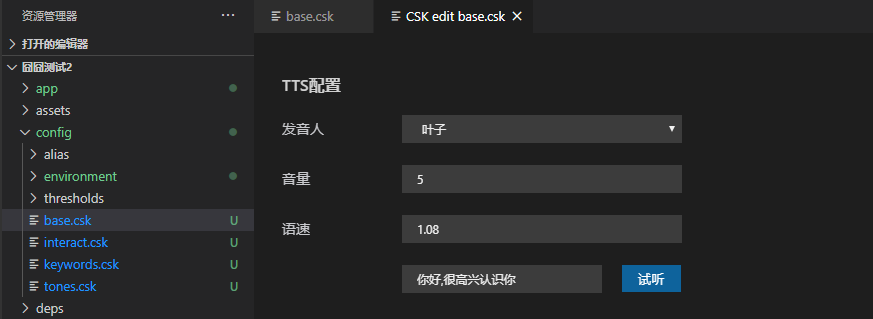 资源管理器 ···
打开的编辑器
囧囧测试2
app
assets
config
alias
environment
thresholds
base.csk U
interact.csk U
keywords.csk U
tones.csk U
deps
base.csk
CSK edit base.csk
TTS配置
发音人 叶子
音量 5
语速 1.08
你好,很高兴认识你 试听